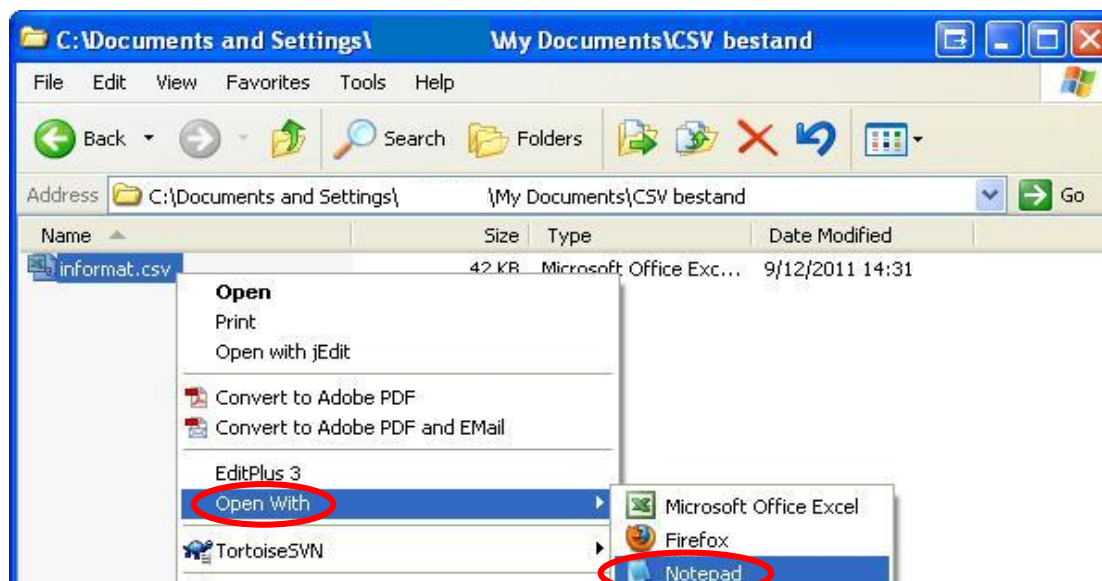 C:\Documents and Settings\ \My Documents\CSV bestand
File Edit View Favorites Tools Help
Back Search Folders
Address C:\Documents and Settings\ \My Documents\CSV bestand Go
Name Size Type Date Modified
informat.csv 42 KB Microsoft Office Exc... 9/12/2011 14:31
Open
Print
Open with jEdit
Convert to Adobe PDF
Convert to Adobe PDF and EMail
EditPlus 3
Open With
Microsoft Office Excel
Firefox
TortoiseSVN
Notepad